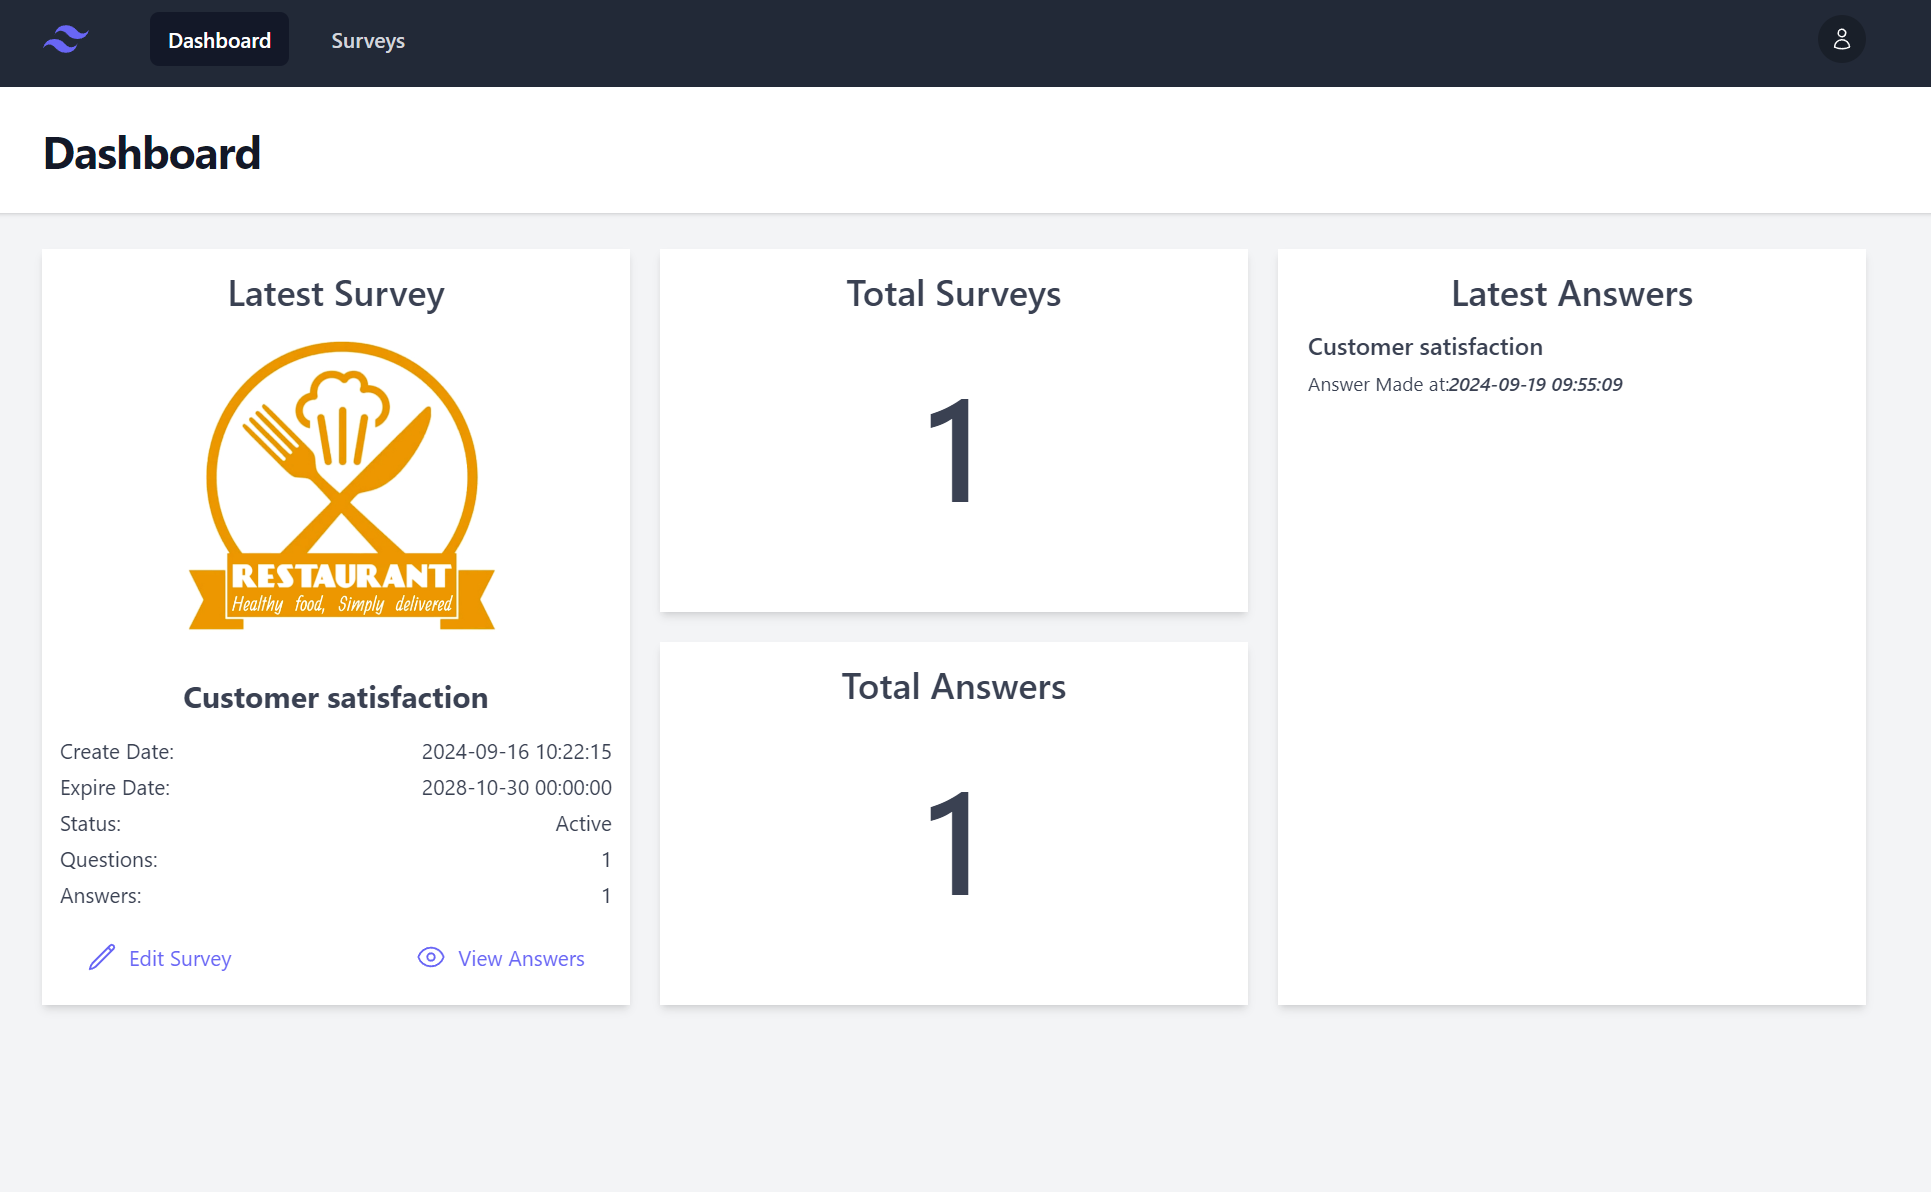 Dashboard
Surveys
Dashboard
Latest Survey
RESTAURANT
Healthy food, Simply delivered
Customer satisfaction
Create Date: 2024-09-16 10:22:15
Expire Date: 2028-10-30 00:00:00
Status: Active
Questions: 1
Answers: 1
Edit Survey
View Answers
Total Surveys
1
Total Answers
1
Latest Answers
Customer satisfaction
Answer Made at:2024-09-19 09:55:09